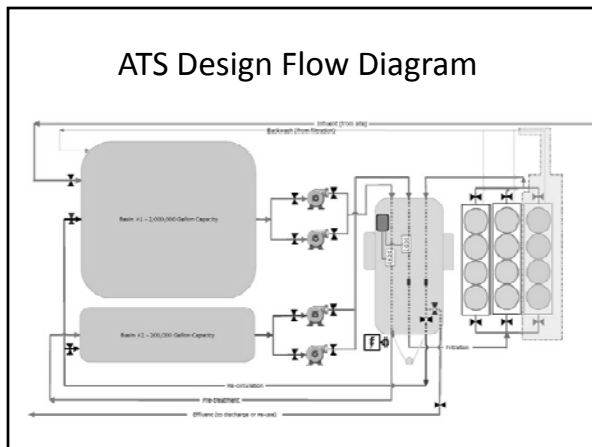 ATS Design Flow Diagram
Influent (from site)
Backwash (from filtration)
Basin #1 - 2,000,000 Gallon Capacity
Basin #2 - 200,000 Gallon Capacity
Filtration
Re-circulation
Pre-treatment
Effluent (to discharge or re-use)